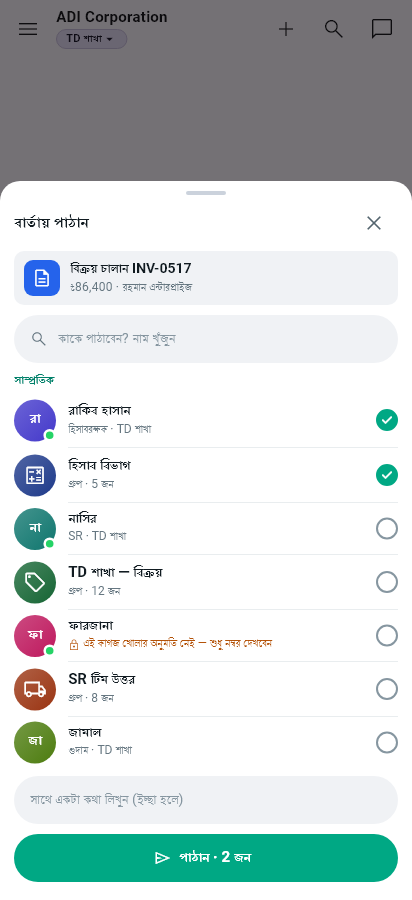 ADI Corporation
TD শাখা
বার্তায় পাঠান
বিক্রয় চালান INV-0517
৳86,400 · রহমান এন্টারপ্রাইজ
কাকে পাঠাবেন? নাম খুঁজুন
সাম্প্রতিক
রা
রাকিব হাসান
হিসাবরক্ষক · TD শাখা
হিসাব বিভাগ
গ্রুপ · 5 জন
না
নাসির
SR · TD শাখা
TD শাখা — বিক্রয়
গ্রুপ · 12 জন
ফা
ফারজানা
এই কাগজ খোলার অনুমতি নেই — শুধু নম্বর দেখবেন
SR টিম উত্তর
গ্রুপ · 8 জন
জা
জামাল
গুদাম · TD শাখা
সাথে একটা কথা লিখুন (ইচ্ছা হলে)
পাঠান · 2 জন